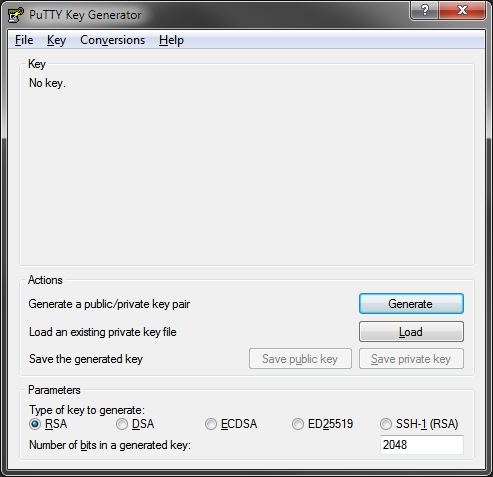 PuTTY Key Generator
File Key Conversions Help
Key
No key.
Actions
Generate a public/private key pair Generate
Load an existing private key file Load
Save the generated key Save public key Save private key
Parameters
Type of key to generate:
RSA DSA ECDSA ED25519 SSH-1 (RSA)
Number of bits in a generated key: 2048